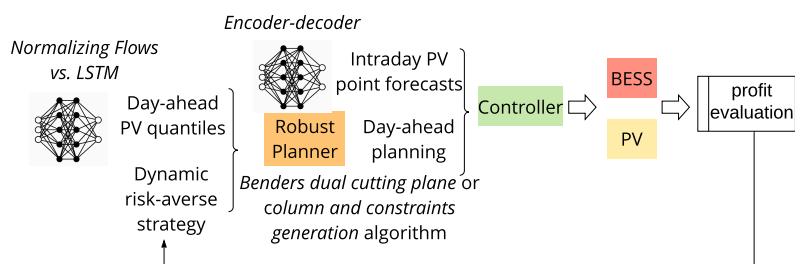 Normalizing Flows
vs. LSTM
Day-ahead
PV quantiles
Dynamic
risk-averse
strategy
Encoder-decoder
Robust
Planner
Intraday PV
point forecasts
Day-ahead
planning
Benders dual cutting plane or
column and constraints
generation algorithm
Controller
BESS
PV
profit
evaluation